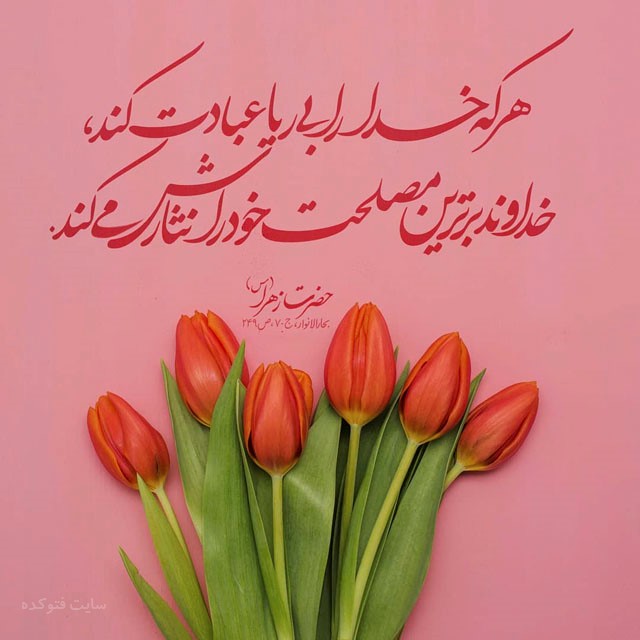 هر که خدا را بی ریا عبادت کند،
خداوند برترین مصلحت خود را نثارش می کند.
حضرت زهرا (س)
بحارالانوار، ج ۷۰، ص ۲۴۹
سایت فتوکده